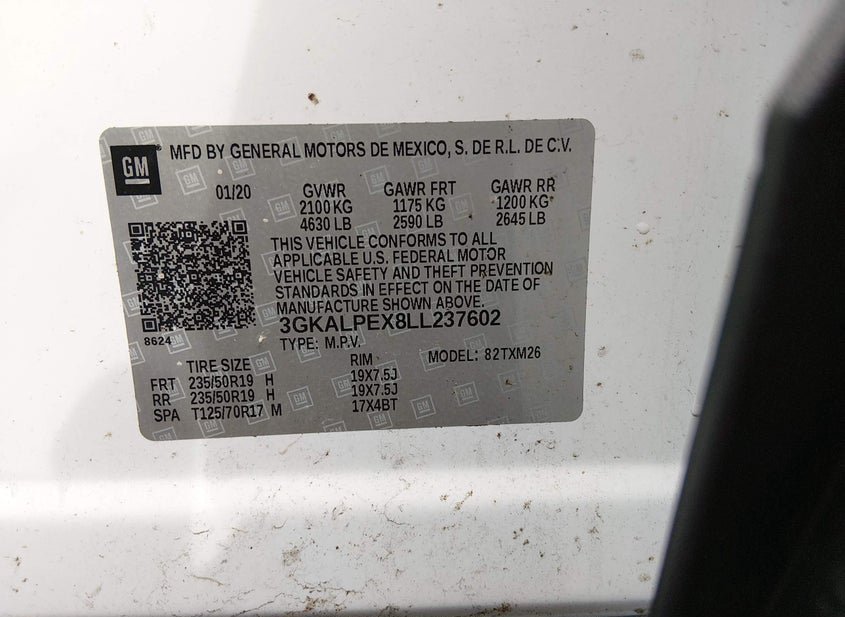 GM MFD BY GENERAL MOTORS DE MEXICO, S. DE R.L. DE C.V.
01/20 GVWR GAWR FRT GAWR RR
2100 KG 1175 KG 1200 KG
4630 LB 2590 LB 2645 LB
THIS VEHICLE CONFORMS TO ALL
APPLICABLE U.S. FEDERAL MOTOR
VEHICLE SAFETY AND THEFT PREVENTION
STANDARDS IN EFFECT ON THE DATE OF
MANUFACTURE SHOWN ABOVE.
3GKALPEX8LL237602
8624 TYPE: M.P.V. MODEL: 82TXM26
TIRE SIZE RIM
FRT 235/50R19 H 19X7.5J
RR 235/50R19 H 19X7.5J
SPA T125/70R17 M 17X4BT